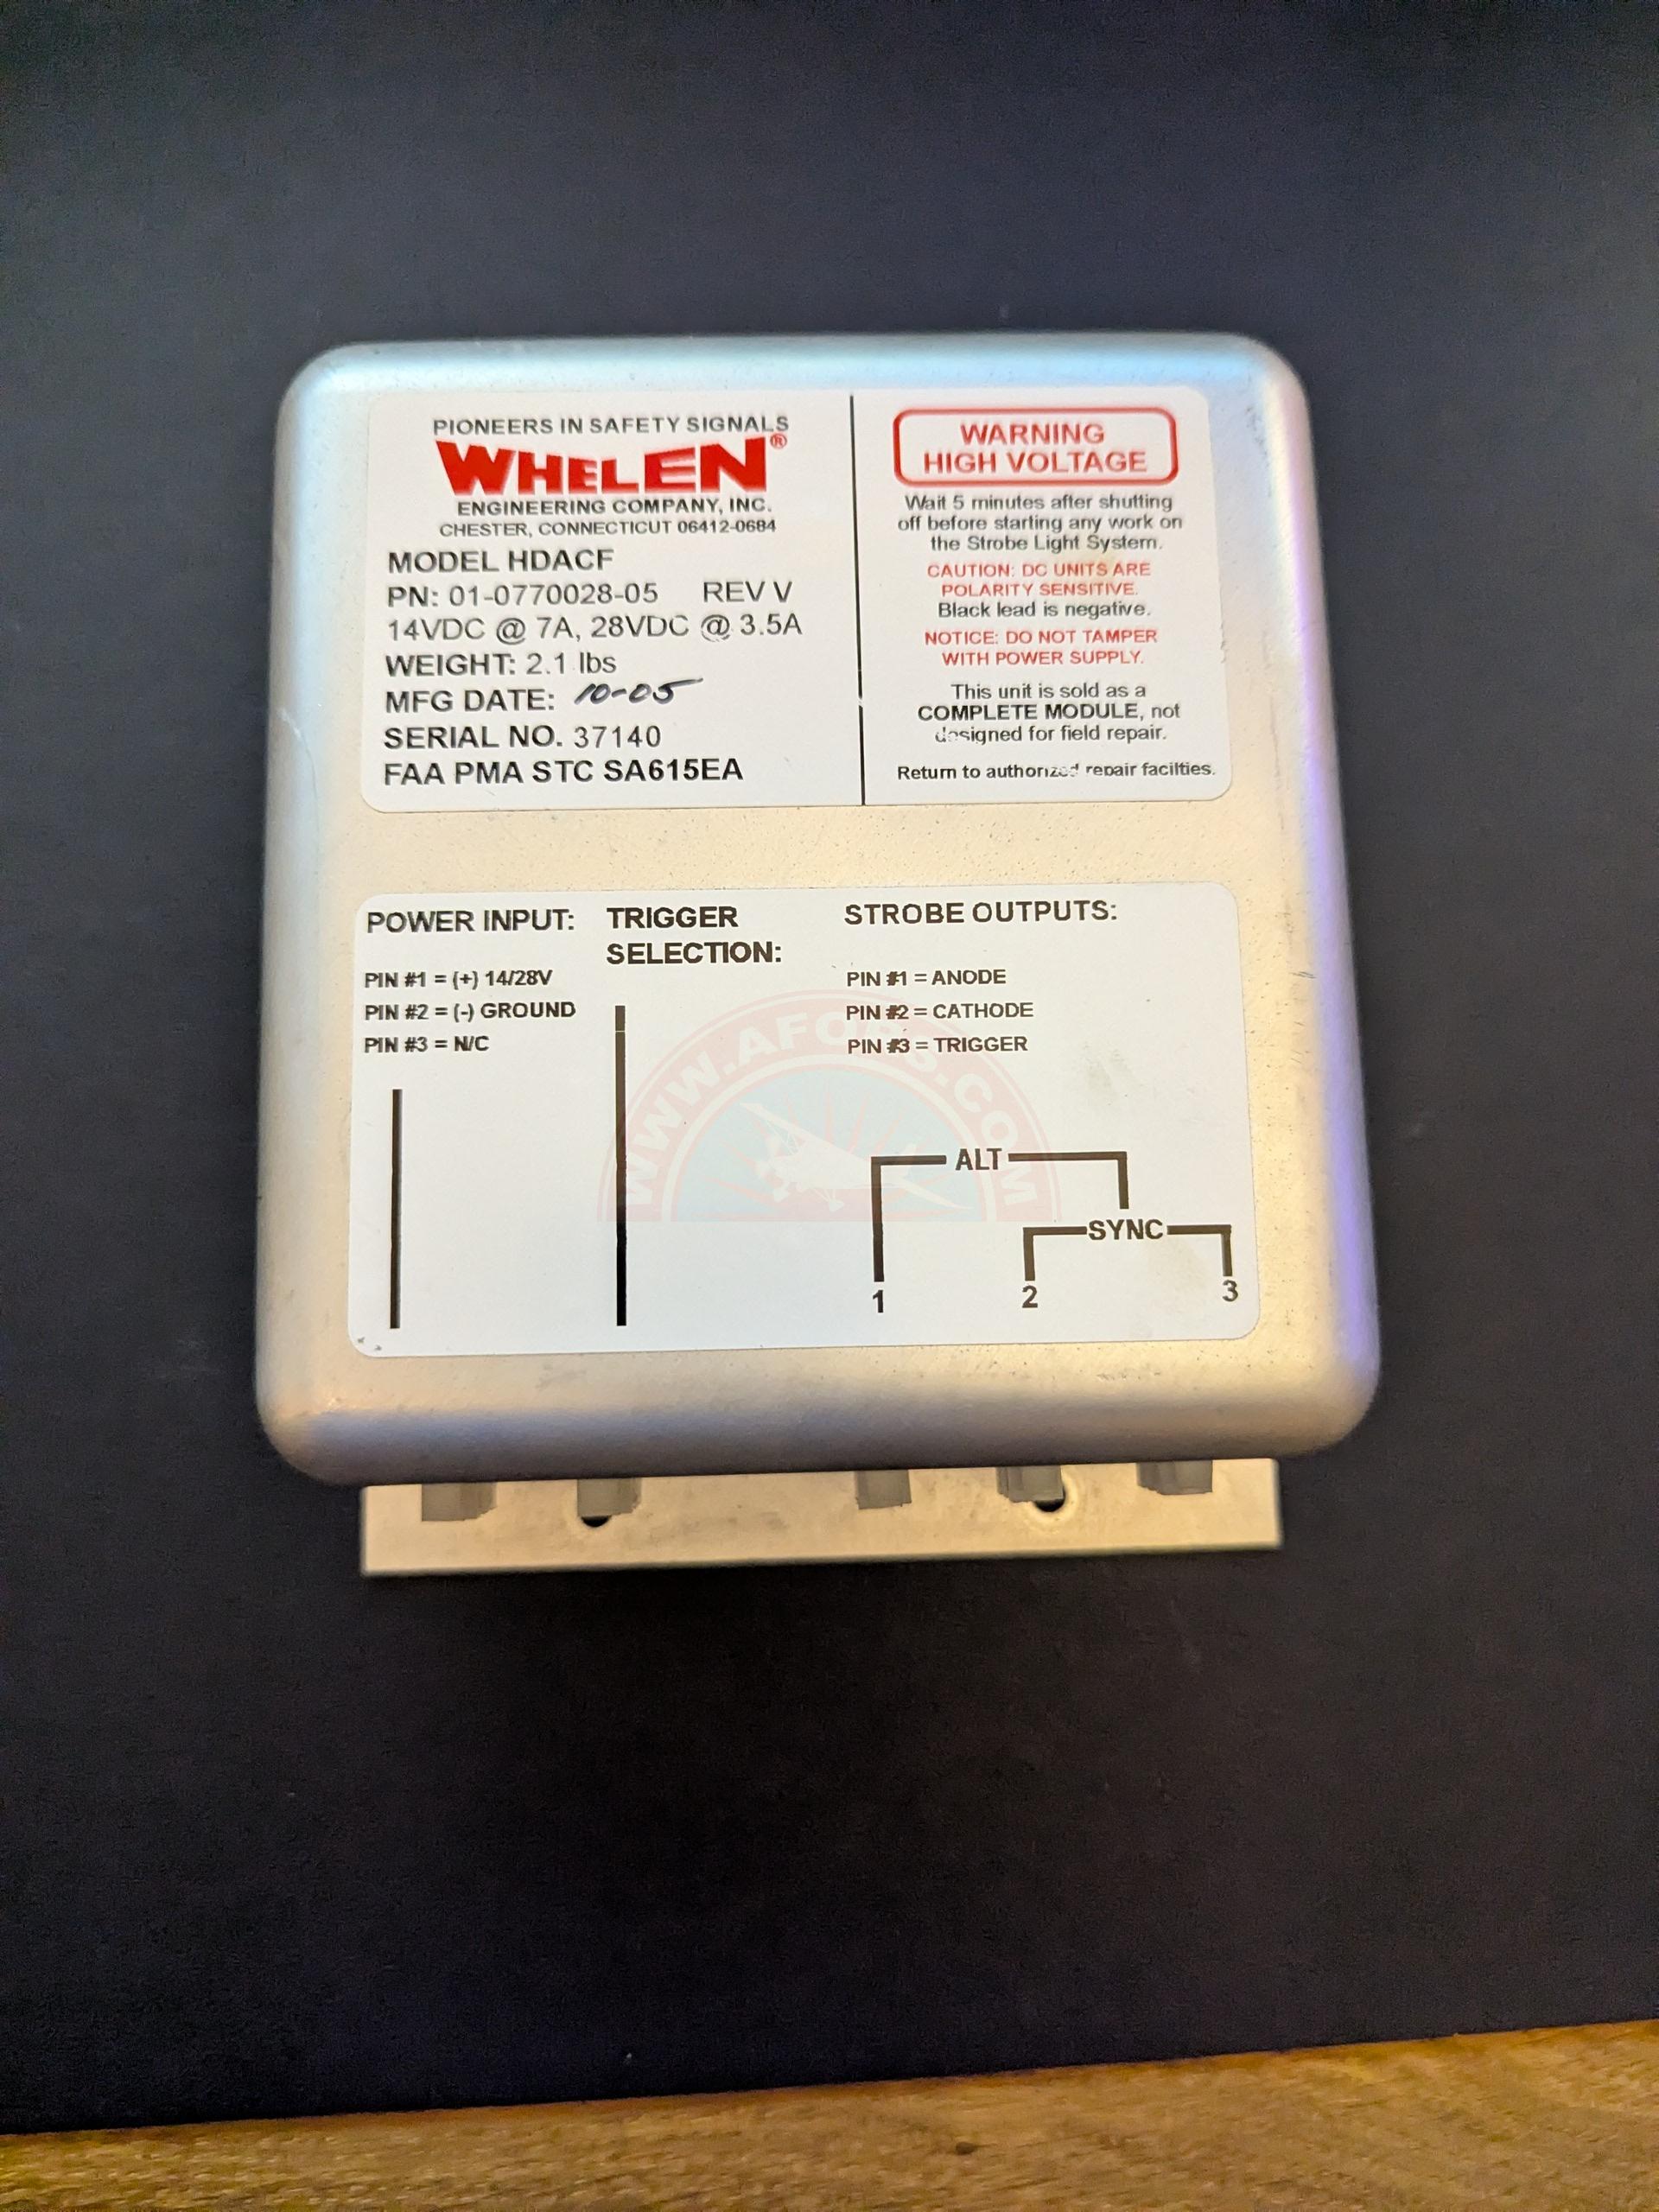 PIONEERS IN SAFETY SIGNALS
WHELEN®
ENGINEERING COMPANY, INC.
CHESTER, CONNECTICUT 06412-0684
MODEL HDACF
PN: 01-0770028-05 REV V
14VDC @ 7A, 28VDC @ 3.5A
WEIGHT: 2.1 lbs
MFG DATE: 10-05
SERIAL NO. 37140
FAA PMA STC SA615EA
WARNING
HIGH VOLTAGE
Wait 5 minutes after shutting
off before starting any work on
the Strobe Light System.
CAUTION: DC UNITS ARE
POLARITY SENSITIVE.
Black lead is negative.
NOTICE: DO NOT TAMPER
WITH POWER SUPPLY.
This unit is sold as a
COMPLETE MODULE, not
designed for field repair.
Return to authorized repair facilties.
POWER INPUT:
PIN #1 = (+) 14/28V
PIN #2 = (-) GROUND
PIN #3 = N/C
TRIGGER
SELECTION:
STROBE OUTPUTS:
PIN #1 = ANODE
PIN #2 = CATHODE
PIN #3 = TRIGGER
ALT
SYNC
1 2 3
WWW.AFORS.COM